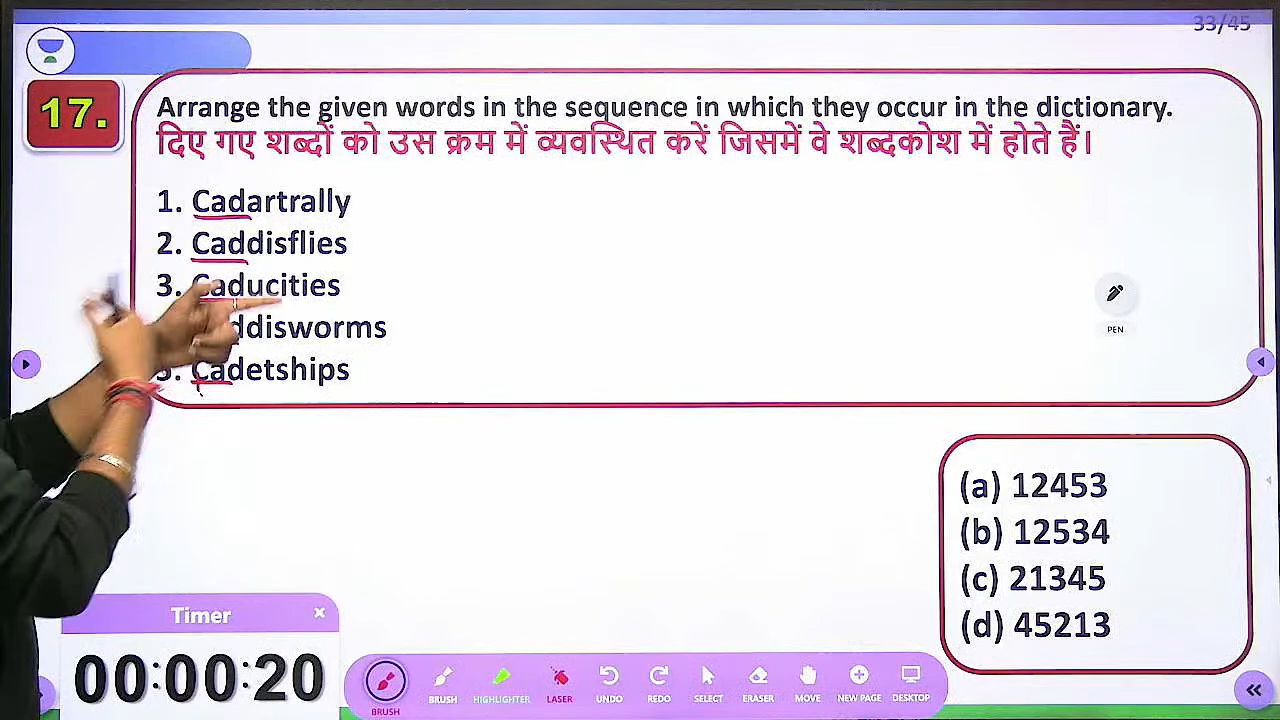 33/45
17.
Arrange the given words in the sequence in which they occur in the dictionary.
दिए गए शब्दों को उस क्रम में व्यवस्थित करें जिसमें वे शब्दकोश में होते हैं।
1. Cadartrally
2. Caddisflies
3. Caducities
5. Cadetships
PEN
(a) 12453
(b) 12534
(c) 21345
(d) 45213
Timer
00:00:20
BRUSH
BRUSH
HIGHLIGHTER
LASER
UNDO
REDO
SELECT
ERASER
MOVE
NEW PAGE
DESKTOP